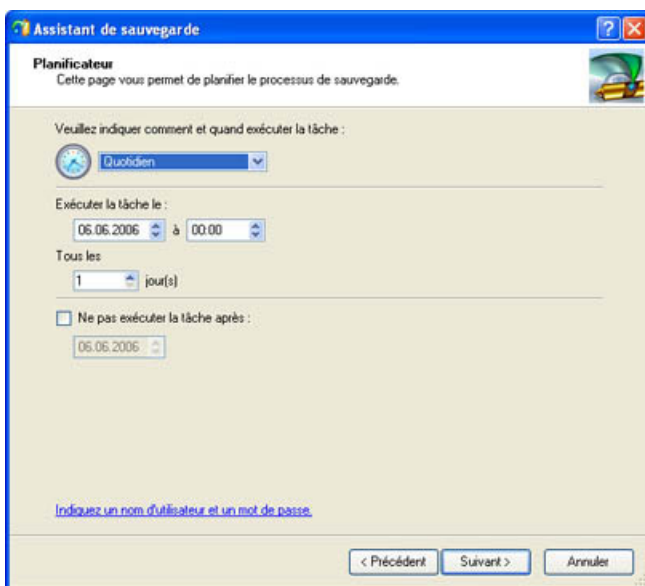 Assistant de sauvegarde
Planificateur
Cette page vous permet de planifier le processus de sauvegarde.
Veuillez indiquer comment et quand exécuter la tâche :
Quotidien
Exécuter la tâche le :
06.06.2006 à 00:00
Tous les
1 jour(s)
Ne pas exécuter la tâche après :
06.06.2006
Indiquez un nom d'utilisateur et un mot de passe.
< Précédent Suivant > Annuler